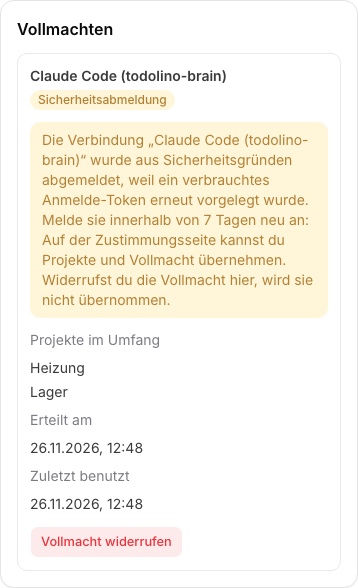 Vollmachten
Claude Code (todolino-brain)
Sicherheitsabmeldung
Die Verbindung „Claude Code (todolino-
brain)“ wurde aus Sicherheitsgründen
abgemeldet, weil ein verbrauchtes
Anmelde-Token erneut vorgelegt wurde.
Melde sie innerhalb von 7 Tagen neu an:
Auf der Zustimmungsseite kannst du
Projekte und Vollmacht übernehmen.
Widerrufst du die Vollmacht hier, wird sie
nicht übernommen.
Projekte im Umfang
Heizung
Lager
Erteilt am
26.11.2026, 12:48
Zuletzt benutzt
26.11.2026, 12:48
Vollmacht widerrufen